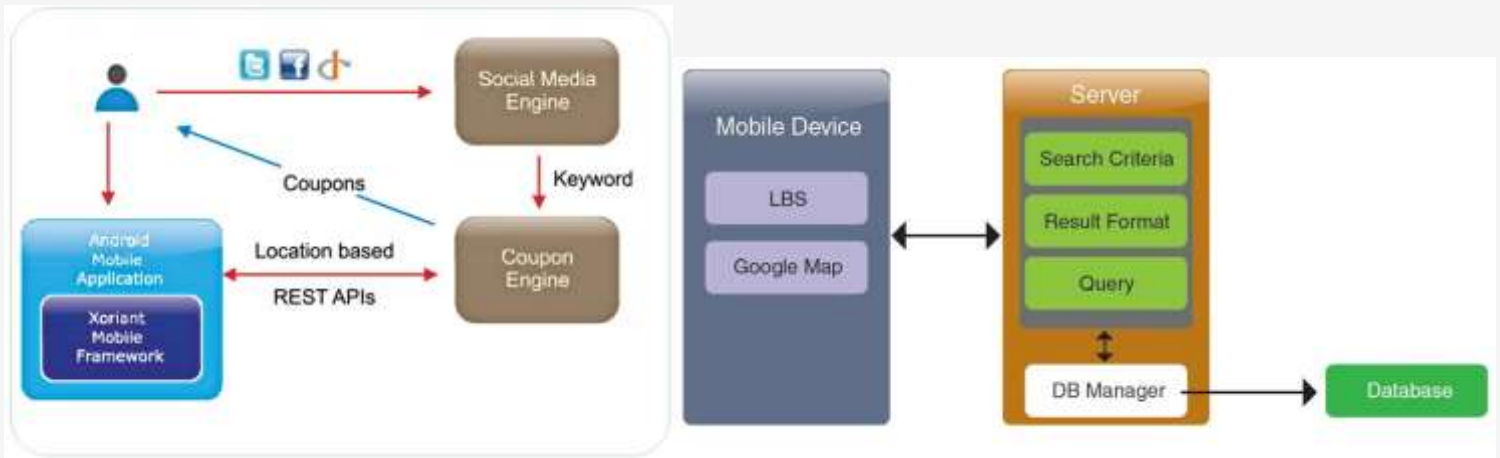 Social Media
Engine
Keyword
Coupons
Android
Mobile
Application
Xoriant
Mobile
Framework
Location based
REST APIs
Coupon
Engine
Mobile Device
LBS
Google Map
Server
Search Criteria
Result Format
Query
DB Manager
Database